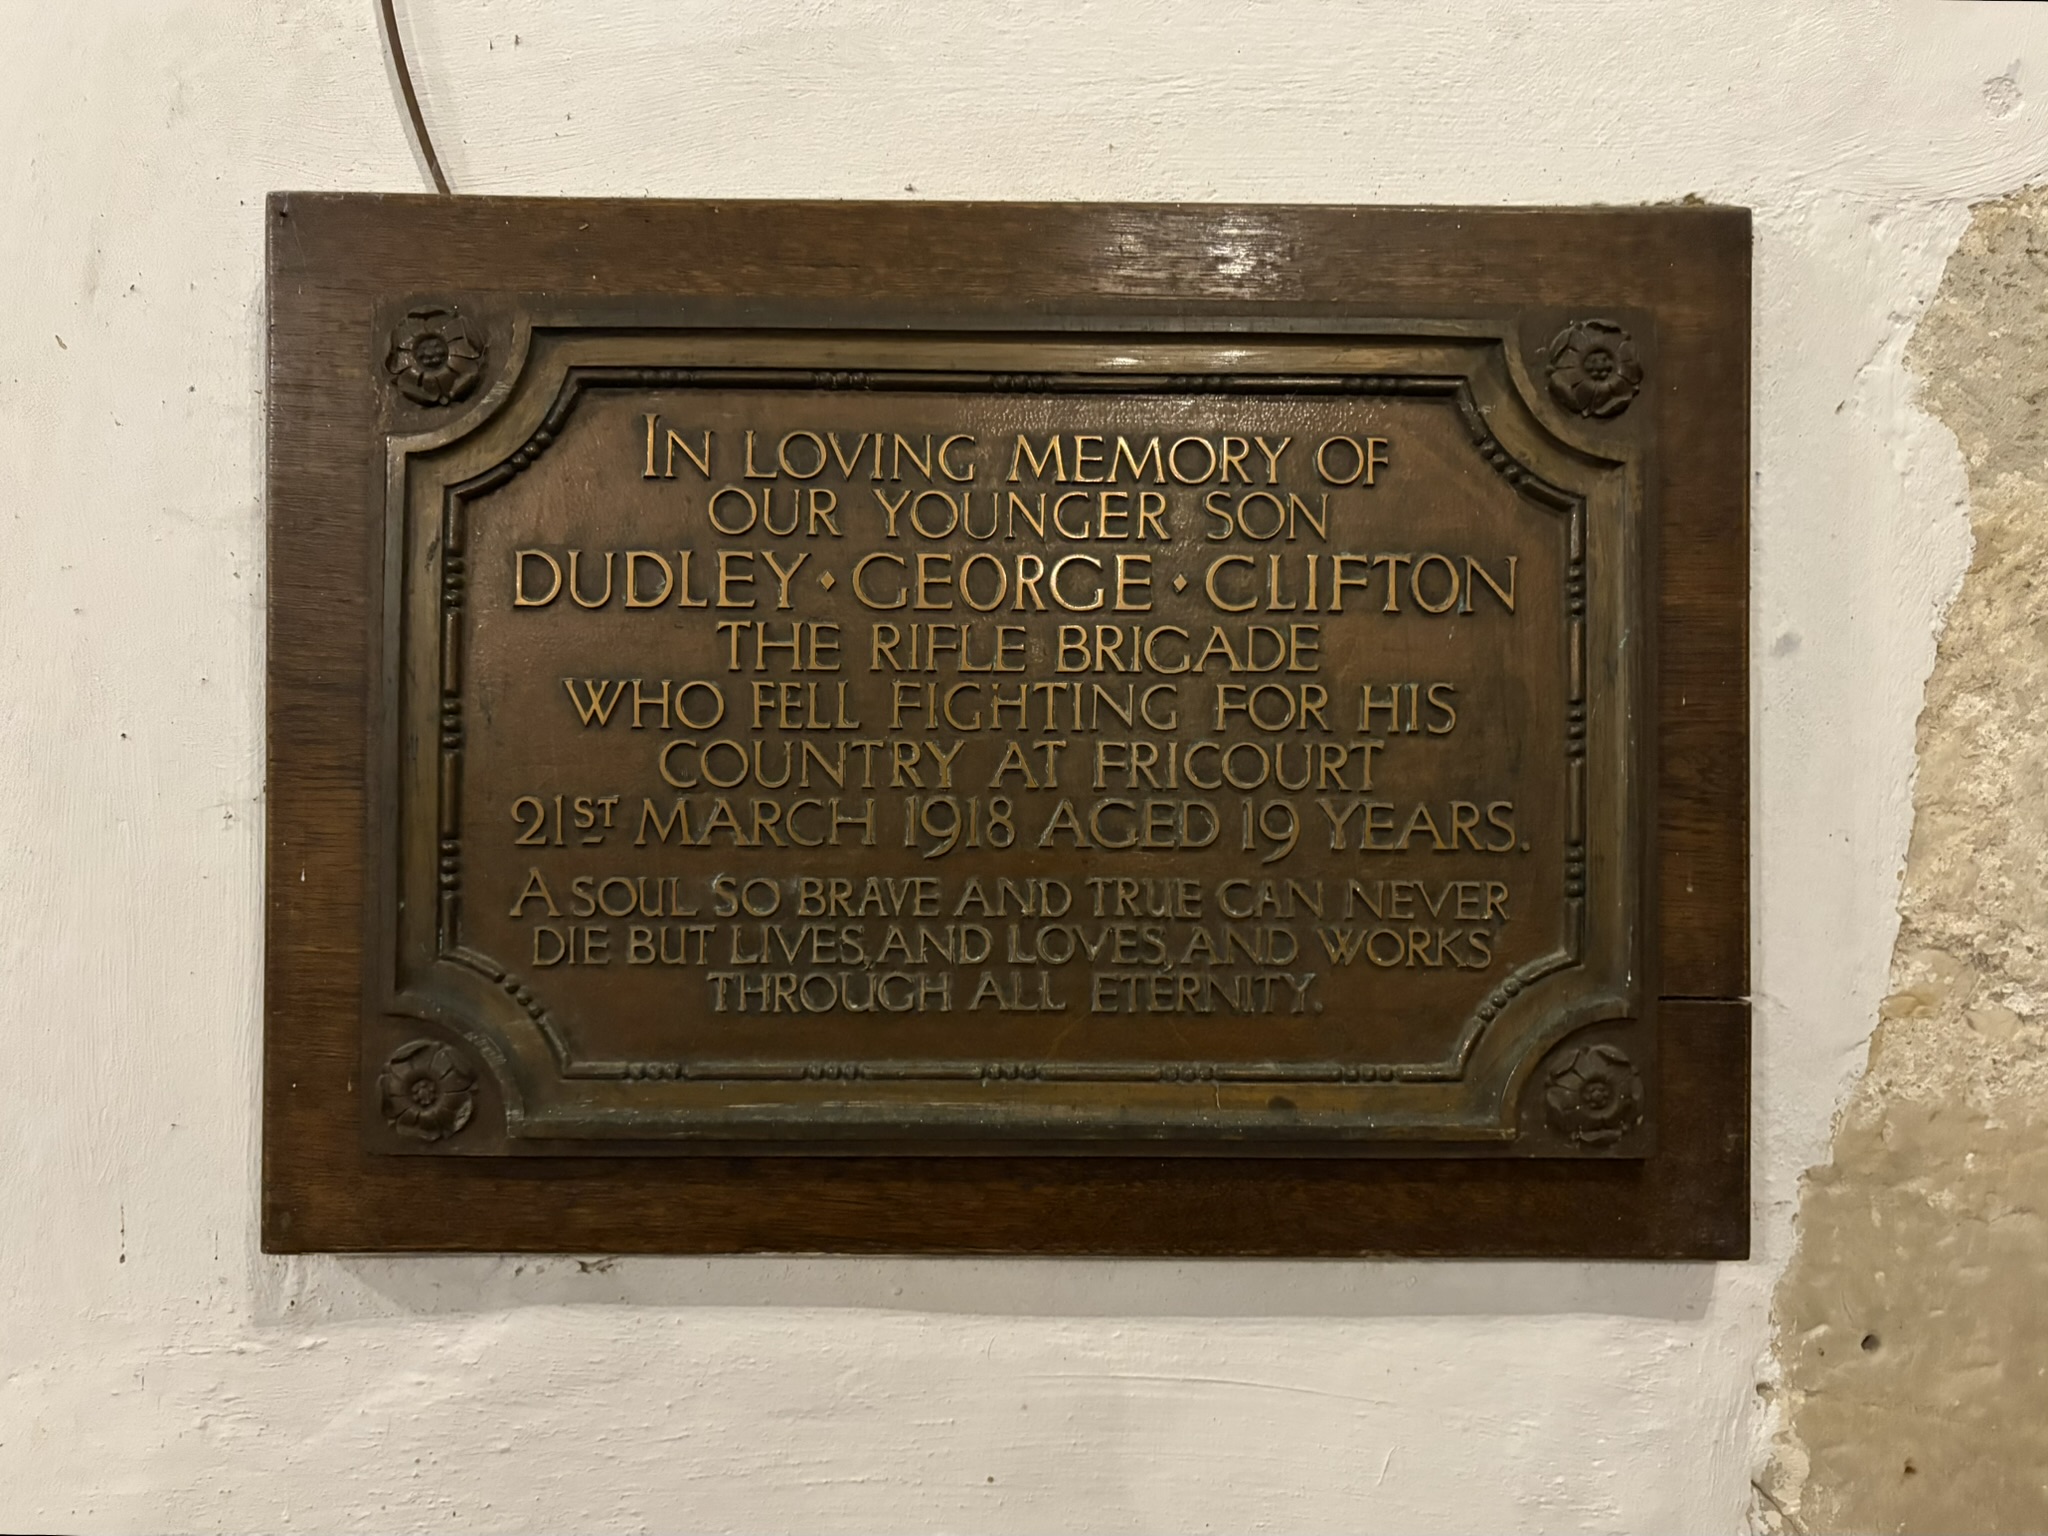 IN LOVING MEMORY OF
OUR YOUNGER SON
DUDLEY · GEORGE · CLIFTON
THE RIFLE BRIGADE
WHO FELL FIGHTING FOR HIS
COUNTRY AT FRICOURT
21ST MARCH 1918 AGED 19 YEARS.
A SOUL SO BRAVE AND TRUE CAN NEVER
DIE BUT LIVES, AND LOVES, AND WORKS
THROUGH ALL ETERNITY.